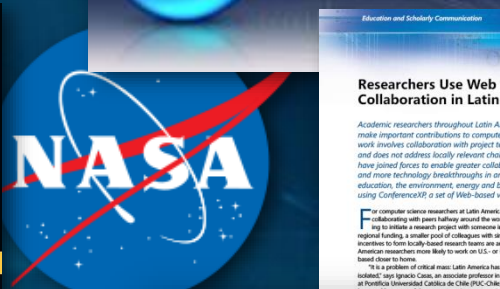 NASA
Education and Scholarly Communication
Researchers Use Web
Collaboration in Latin
Academic researchers throughout Latin A
make important contributions to compute
work involves collaboration with project te
and does not address locally relevant chal
have joined forces to enable greater collab
and more technology breakthroughs in ar
education, the environment, energy and b
using ConferenceXP, a set of Web-based v
For computer science researchers at Latin Americ
collaborating with peers halfway around the wo
ing to initiate a research project with someone i
regional funding, a smaller pool of colleagues with si
incentives to form locally-based research teams are a
American researchers more likely to work on U.S.- or
based closer to home.
"It is a problem of critical mass: Latin America has
isolated," says Ignacio Casas, an associate professor in
at Pontificia Universidad Católica de Chile (PUC-Chil